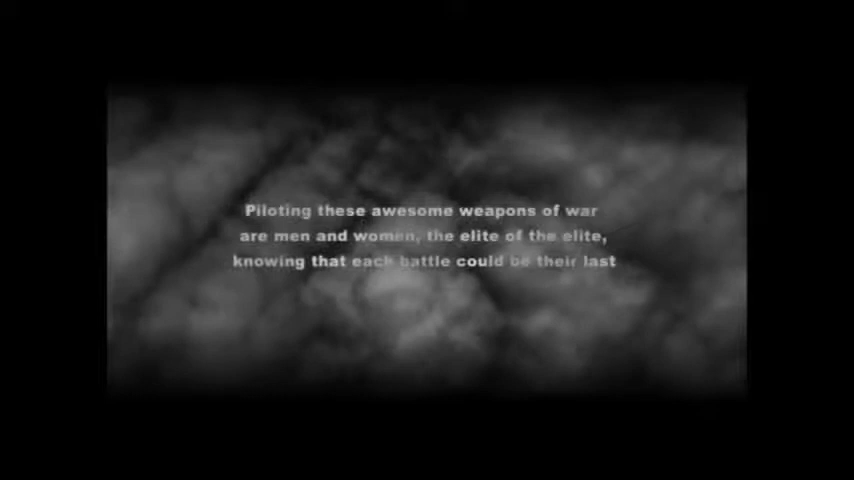 Piloting these awesome weapons of war
are men and women, the elite of the elite,
knowing that each battle could be their last